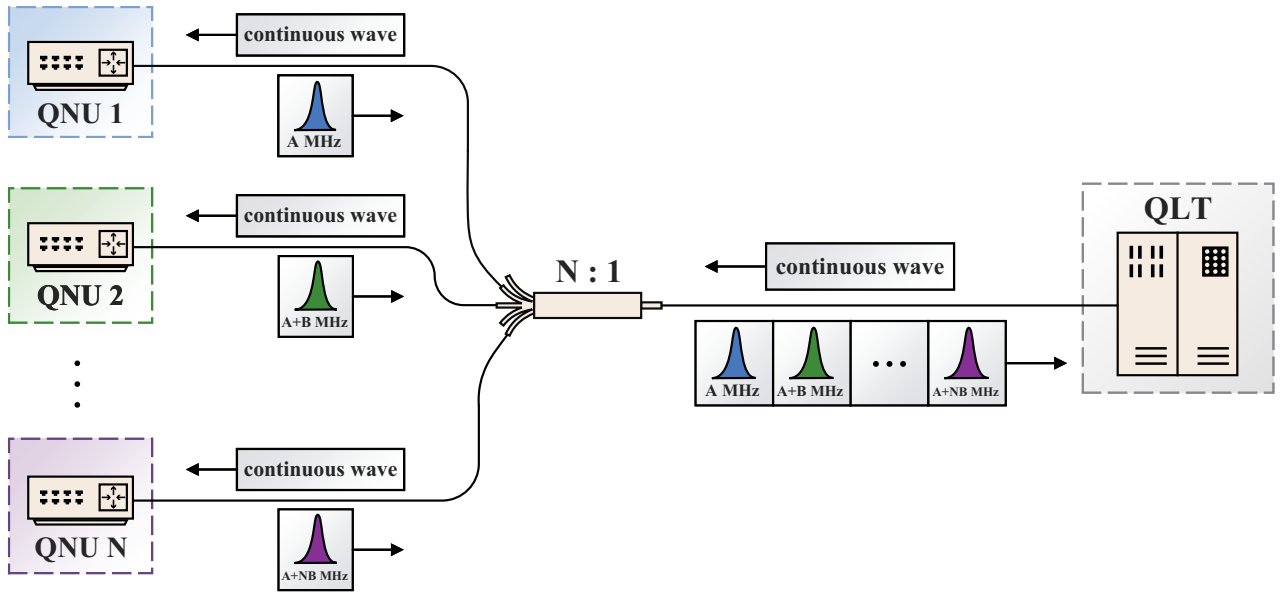 continuous wave
QNU 1
A MHz
continuous wave
QNU 2
A+B MHz
N : 1
continuous wave
QLT
A MHz
A+B MHz
A+NB MHz
continuous wave
QNU N
A+NB MHz